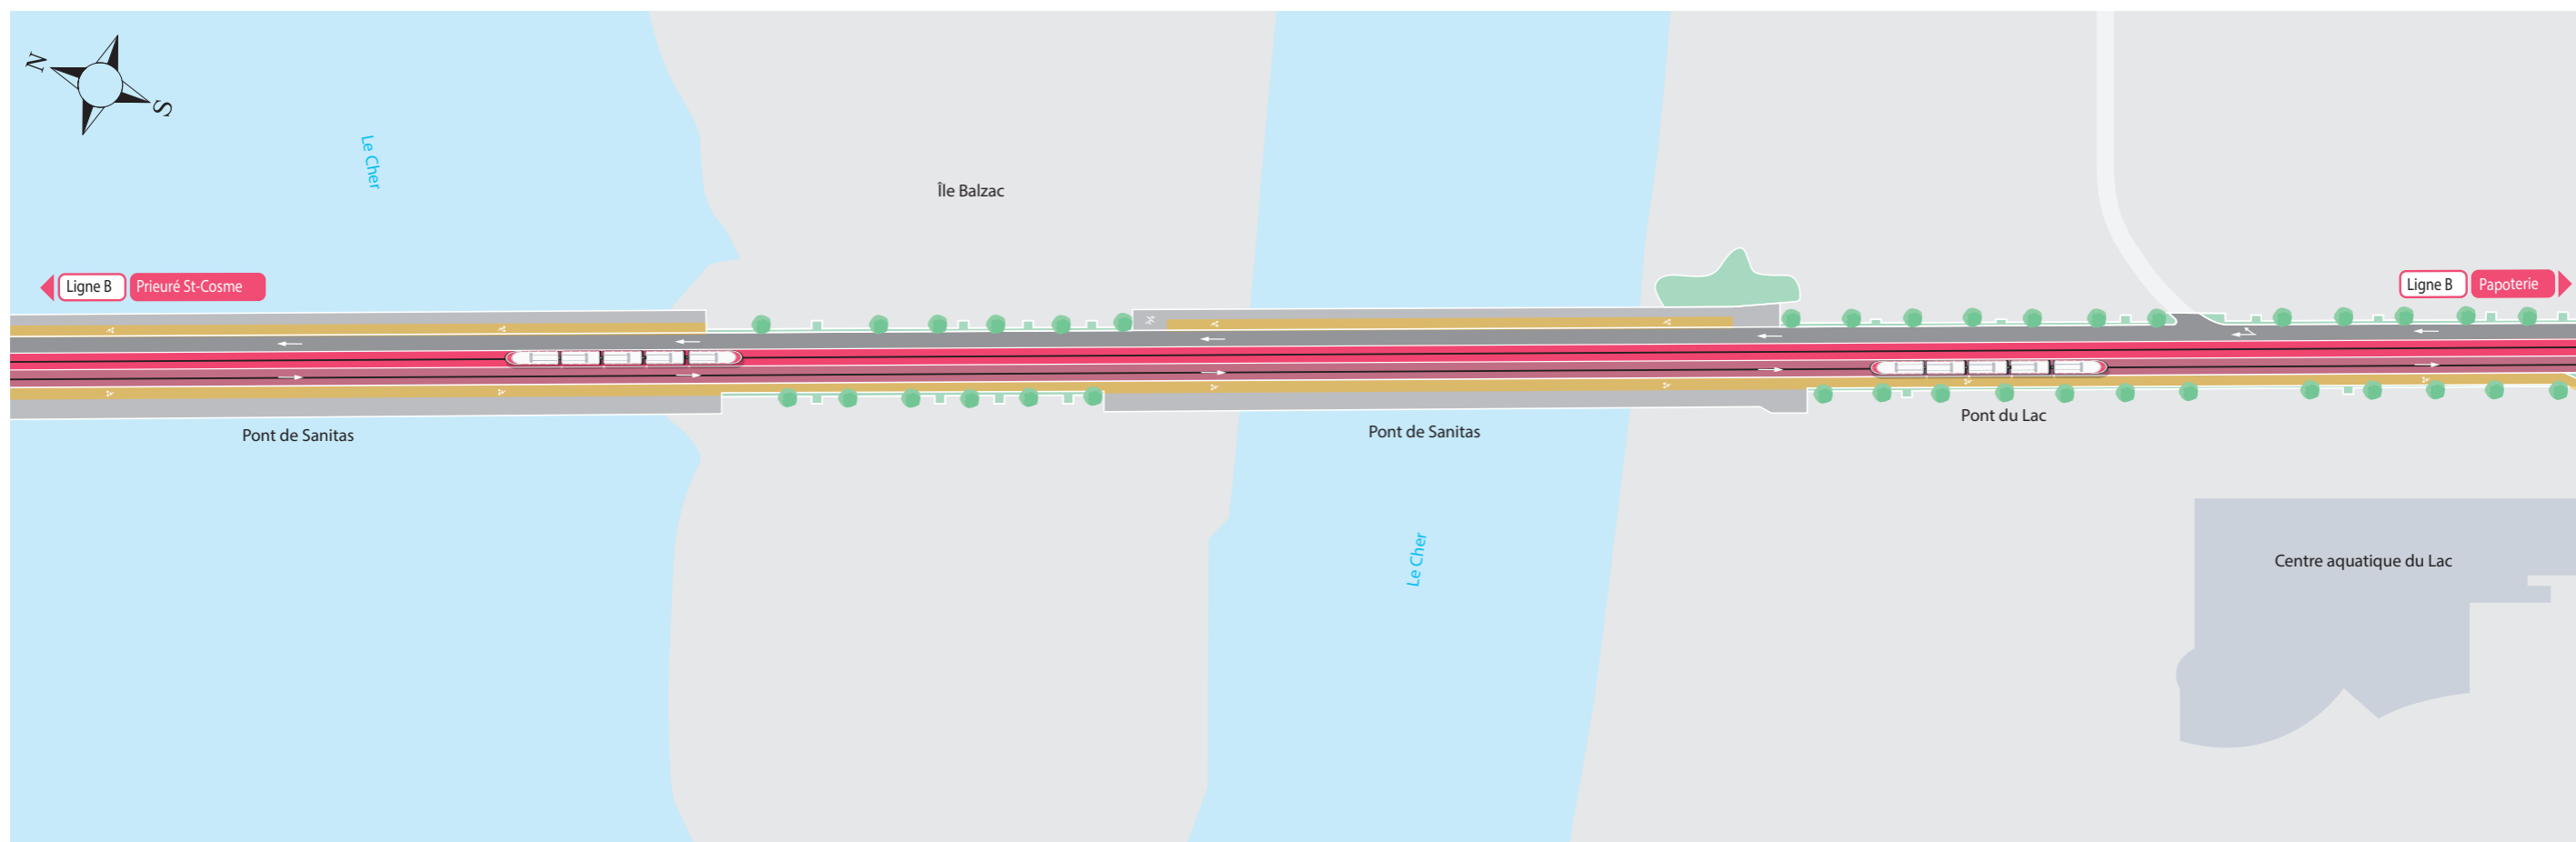 N
S
Le Cher
Île Balzac
Ligne B Prieuré St-Cosme
Ligne B Papoterie
Pont de Sanitas
Pont de Sanitas
Pont du Lac
Le Cher
Centre aquatique du Lac